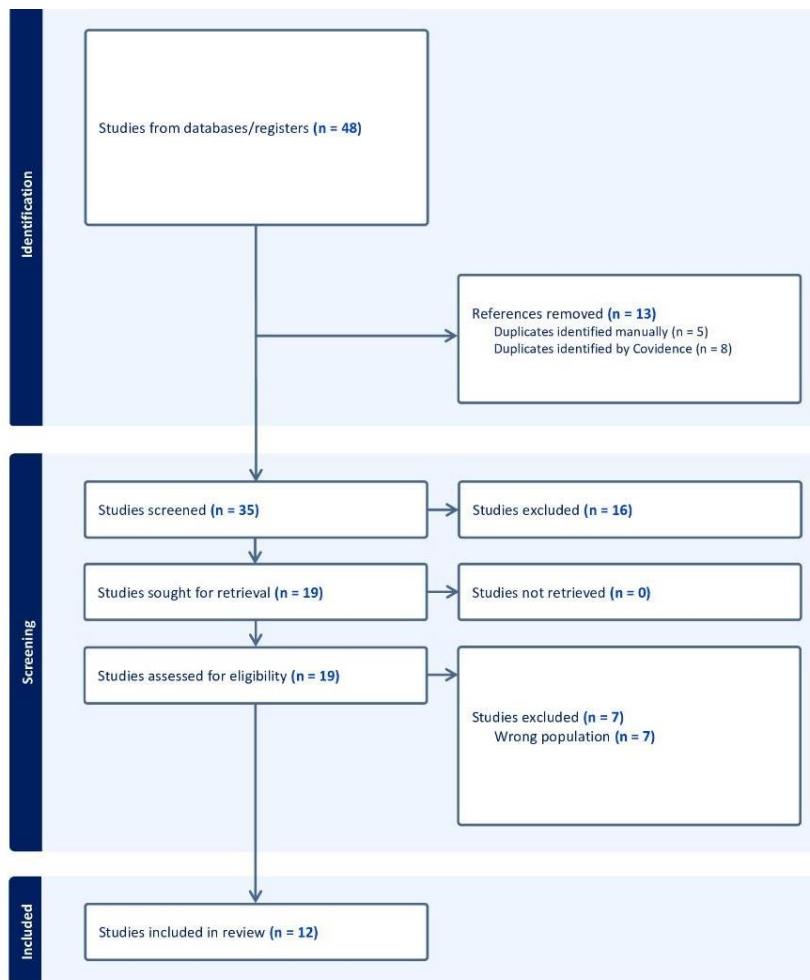 Identification
Studies from databases/registers (n = 48)
References removed (n = 13)
Duplicates identified manually (n = 5)
Duplicates identified by Covidence (n = 8)
Screening
Studies screened (n = 35)
Studies excluded (n = 16)
Studies sought for retrieval (n = 19)
Studies not retrieved (n = 0)
Studies assessed for eligibility (n = 19)
Studies excluded (n = 7)
Wrong population (n = 7)
Included
Studies included in review (n = 12)